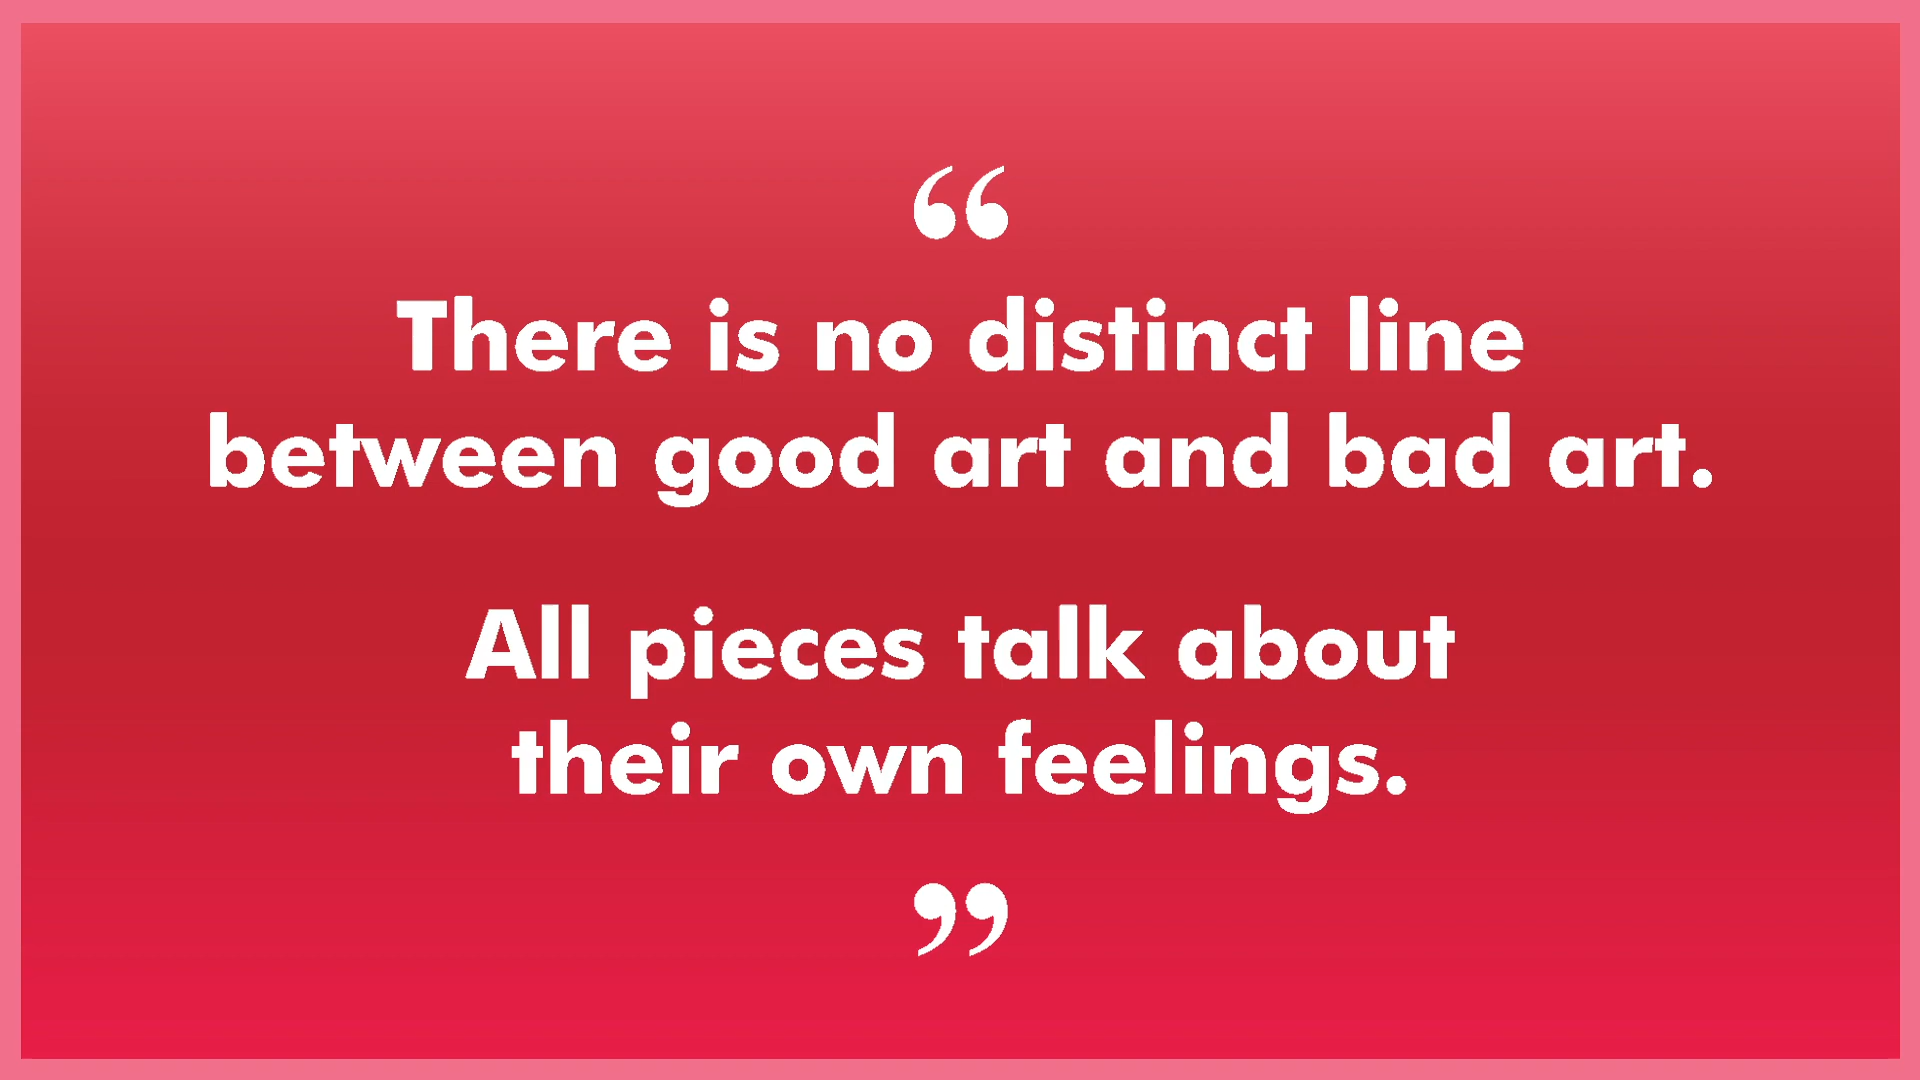 “
There is no distinct line
between good art and bad art.
All pieces talk about
their own feelings.
”